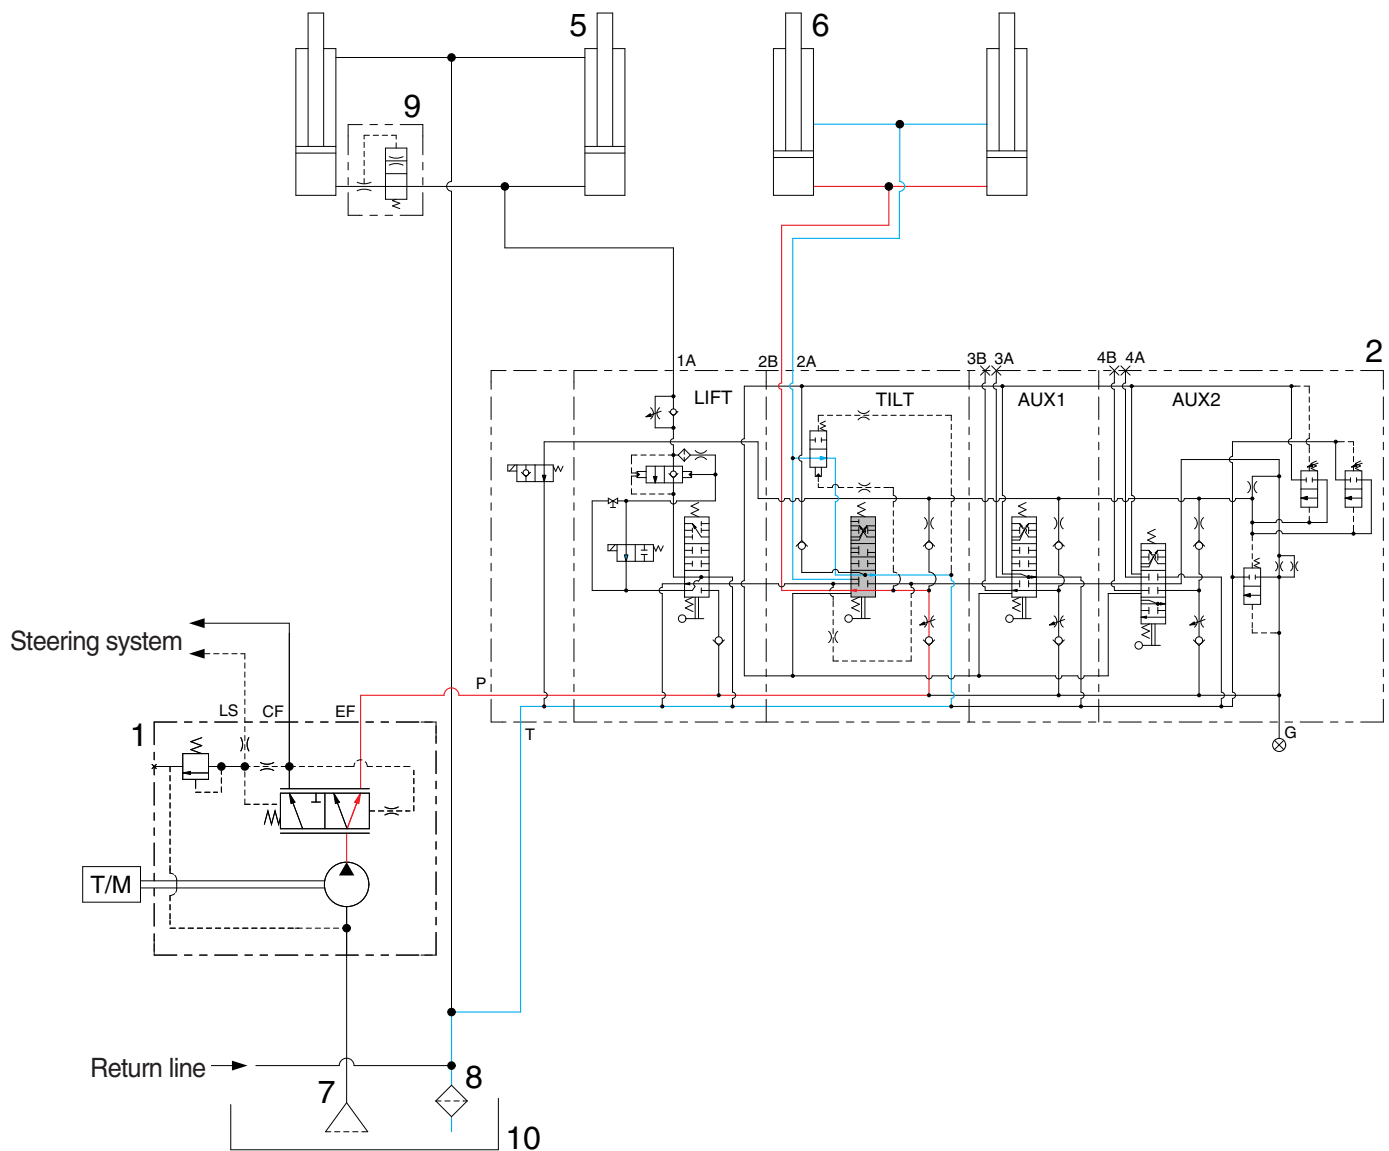 5
6
9
1A
2B
2A
3B
3A
4B
4A
2
LIFT
TILT
AUX1
AUX2
Steering system
P
LS
CF
EF
T
G
1
T/M
Return line
7
8
10